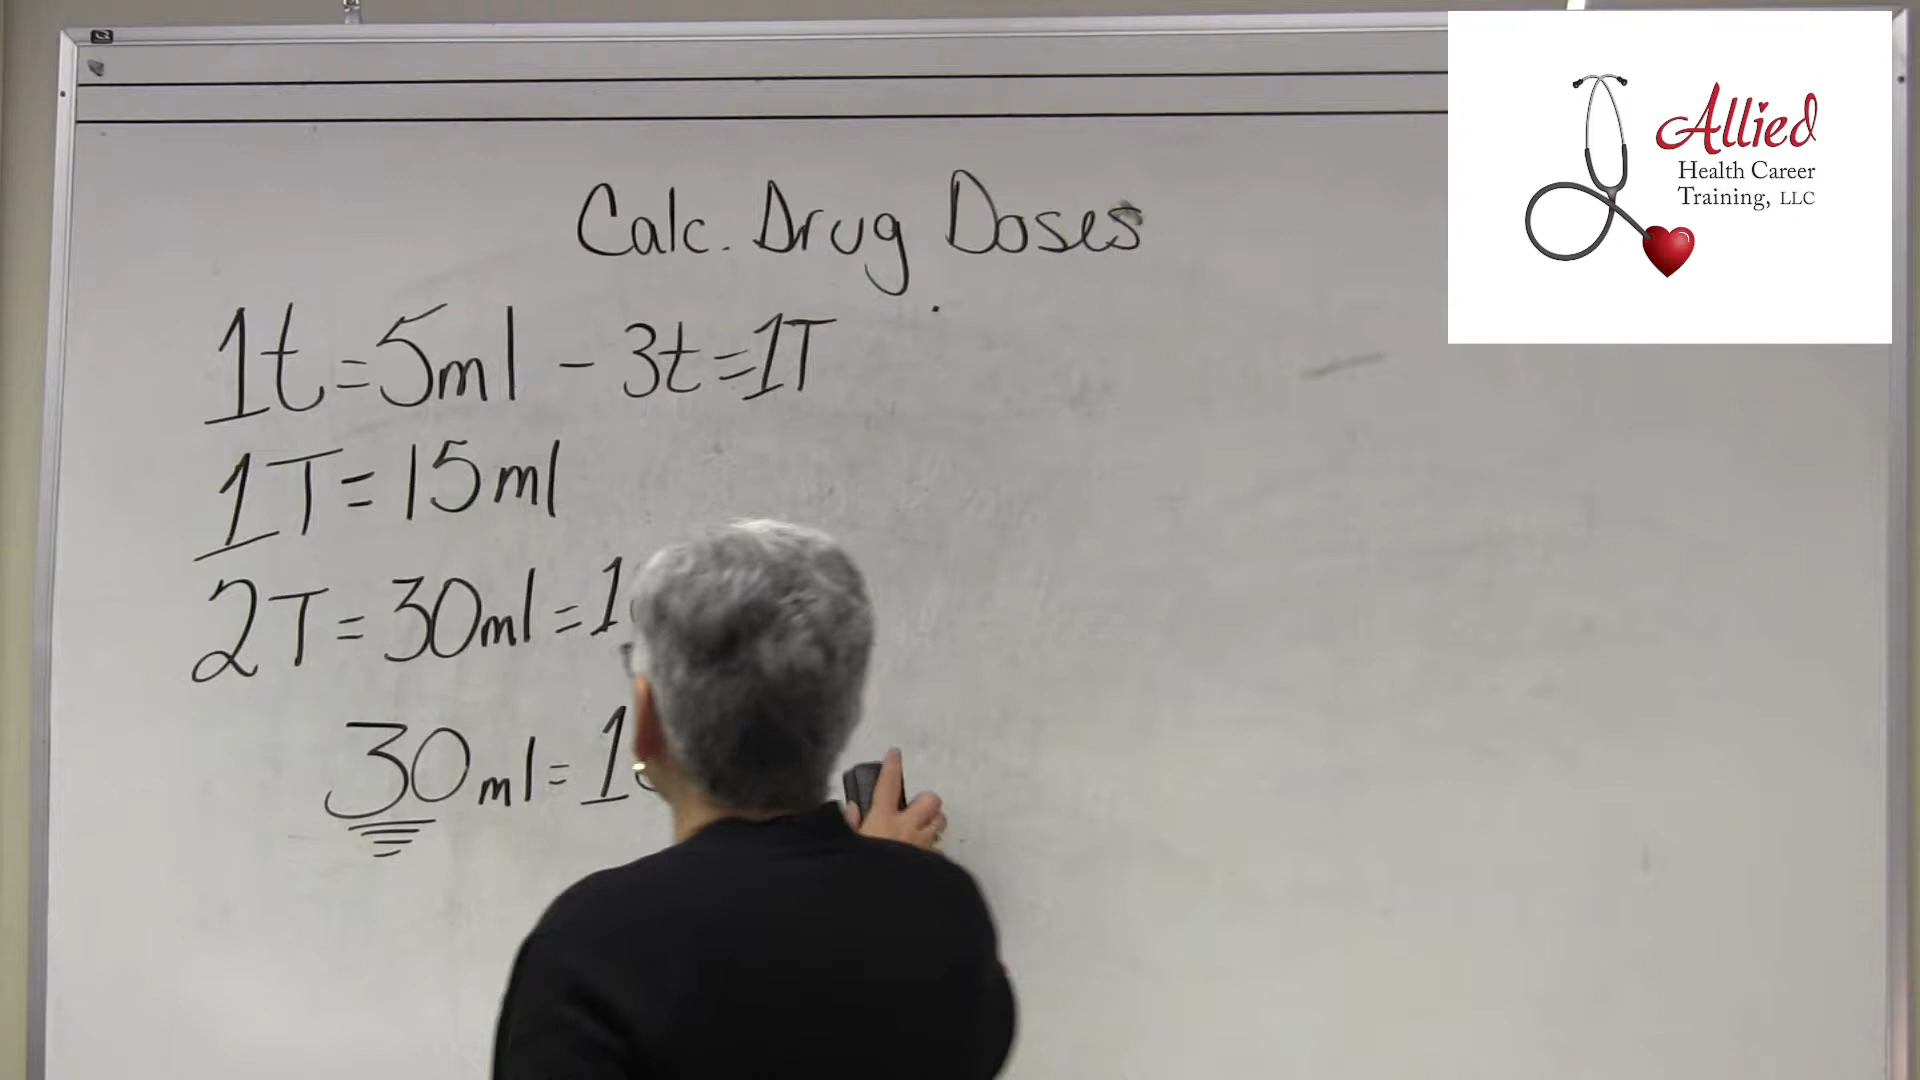 Calc. Drug Doses
1t=5ml - 3t=1T
1T=15ml
2T=30ml=1
30ml=1
Allied
Health Career
Training, LLC